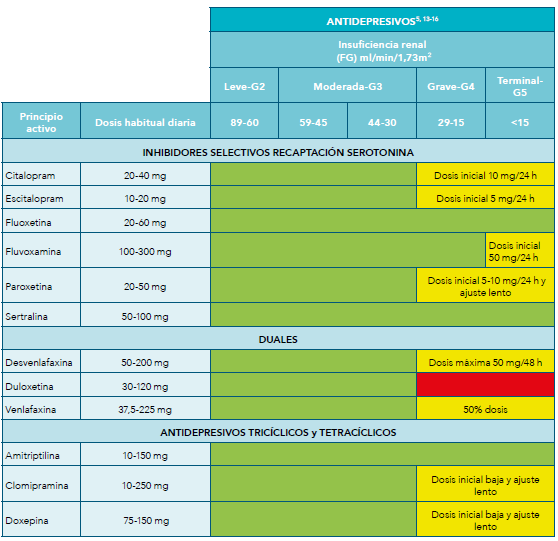 ANTIDEPRESIVOS5, 13-16
Insuficiencia renal
(FG) ml/min/1,73m2
Leve-G2 Moderada-G3 Grave-G4 Terminal-
G5
Principio
activo Dosis habitual diaria 89-60 59-45 44-30 29-15 <15
INHIBIDORES SELECTIVOS RECAPTACIÓN SEROTONINA
Citalopram 20-40 mg Dosis inicial 10 mg/24 h
Escitalopram 10-20 mg Dosis inicial 5 mg/24 h
Fluoxetina 20-60 mg
Fluvoxamina 100-300 mg Dosis inicial
50 mg/24 h
Paroxetina 20-50 mg Dosis inicial 5-10 mg/24 h y
ajuste lento
Sertralina 50-100 mg
DUALES
Desvenlafaxina 50-200 mg Dosis máxima 50 mg/48 h
Duloxetina 30-120 mg
Venlafaxina 37,5-225 mg 50% dosis
ANTIDEPRESIVOS TRICÍCLICOS y TETRACÍCLICOS
Amitriptilina 10-150 mg
Clomipramina 10-250 mg Dosis inicial baja y ajuste
lento
Doxepina 75-150 mg Dosis inicial baja y ajuste
lento